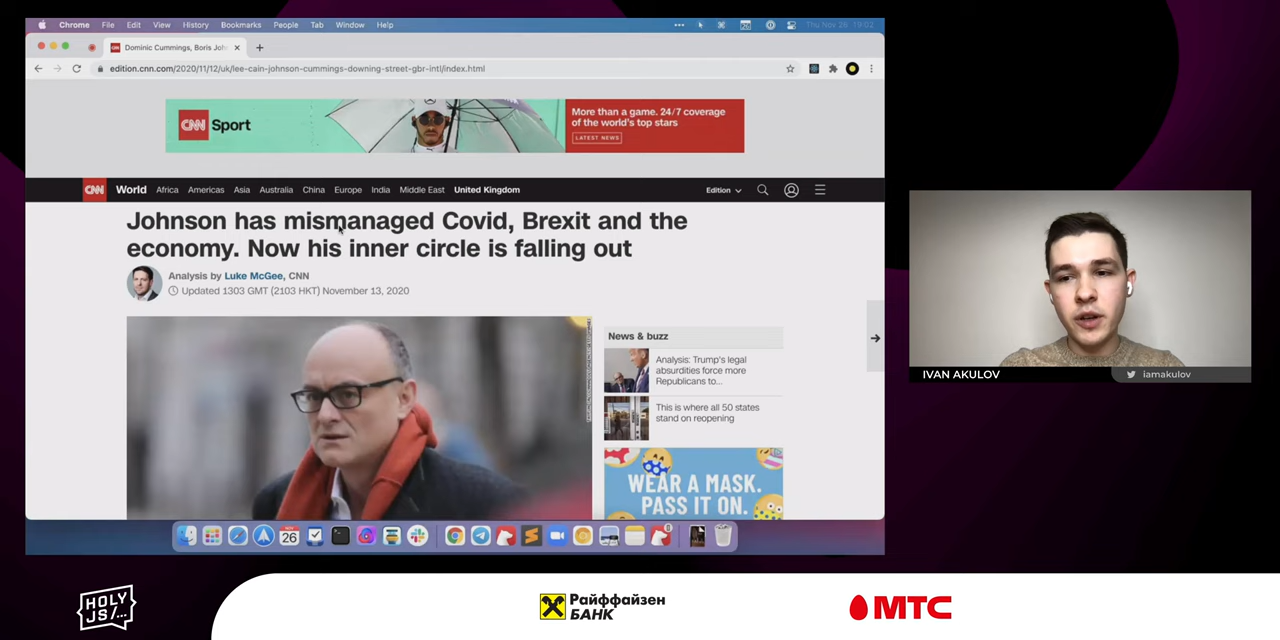 Chrome File Edit View History Bookmarks People Tab Window Help
Thu Nov 26 19:02
Dominic Cummings, Boris Joh
edition.cnn.com/2020/11/12/uk/lee-cain-johnson-cummings-downing-street-gbr-intl/index.html
CNN Sport
More than a game. 24/7 coverage
of the world's top stars
LATEST NEWS
CNN World Africa Americas Asia Australia China Europe India Middle East United Kingdom Edition
Johnson has mismanaged Covid, Brexit and the
economy. Now his inner circle is falling out
Analysis by Luke McGee, CNN
Updated 1303 GMT (2103 HKT) November 13, 2020
News & buzz
Analysis: Trump's legal
absurdities force more
Republicans to...
This is where all 50 states
stand on reopening
WEAR A MASK.
PASS IT ON.
NOV
26
IVAN AKULOV
iamakulov
HOLY
JS/...
Райффайзен
БАНК
МТС